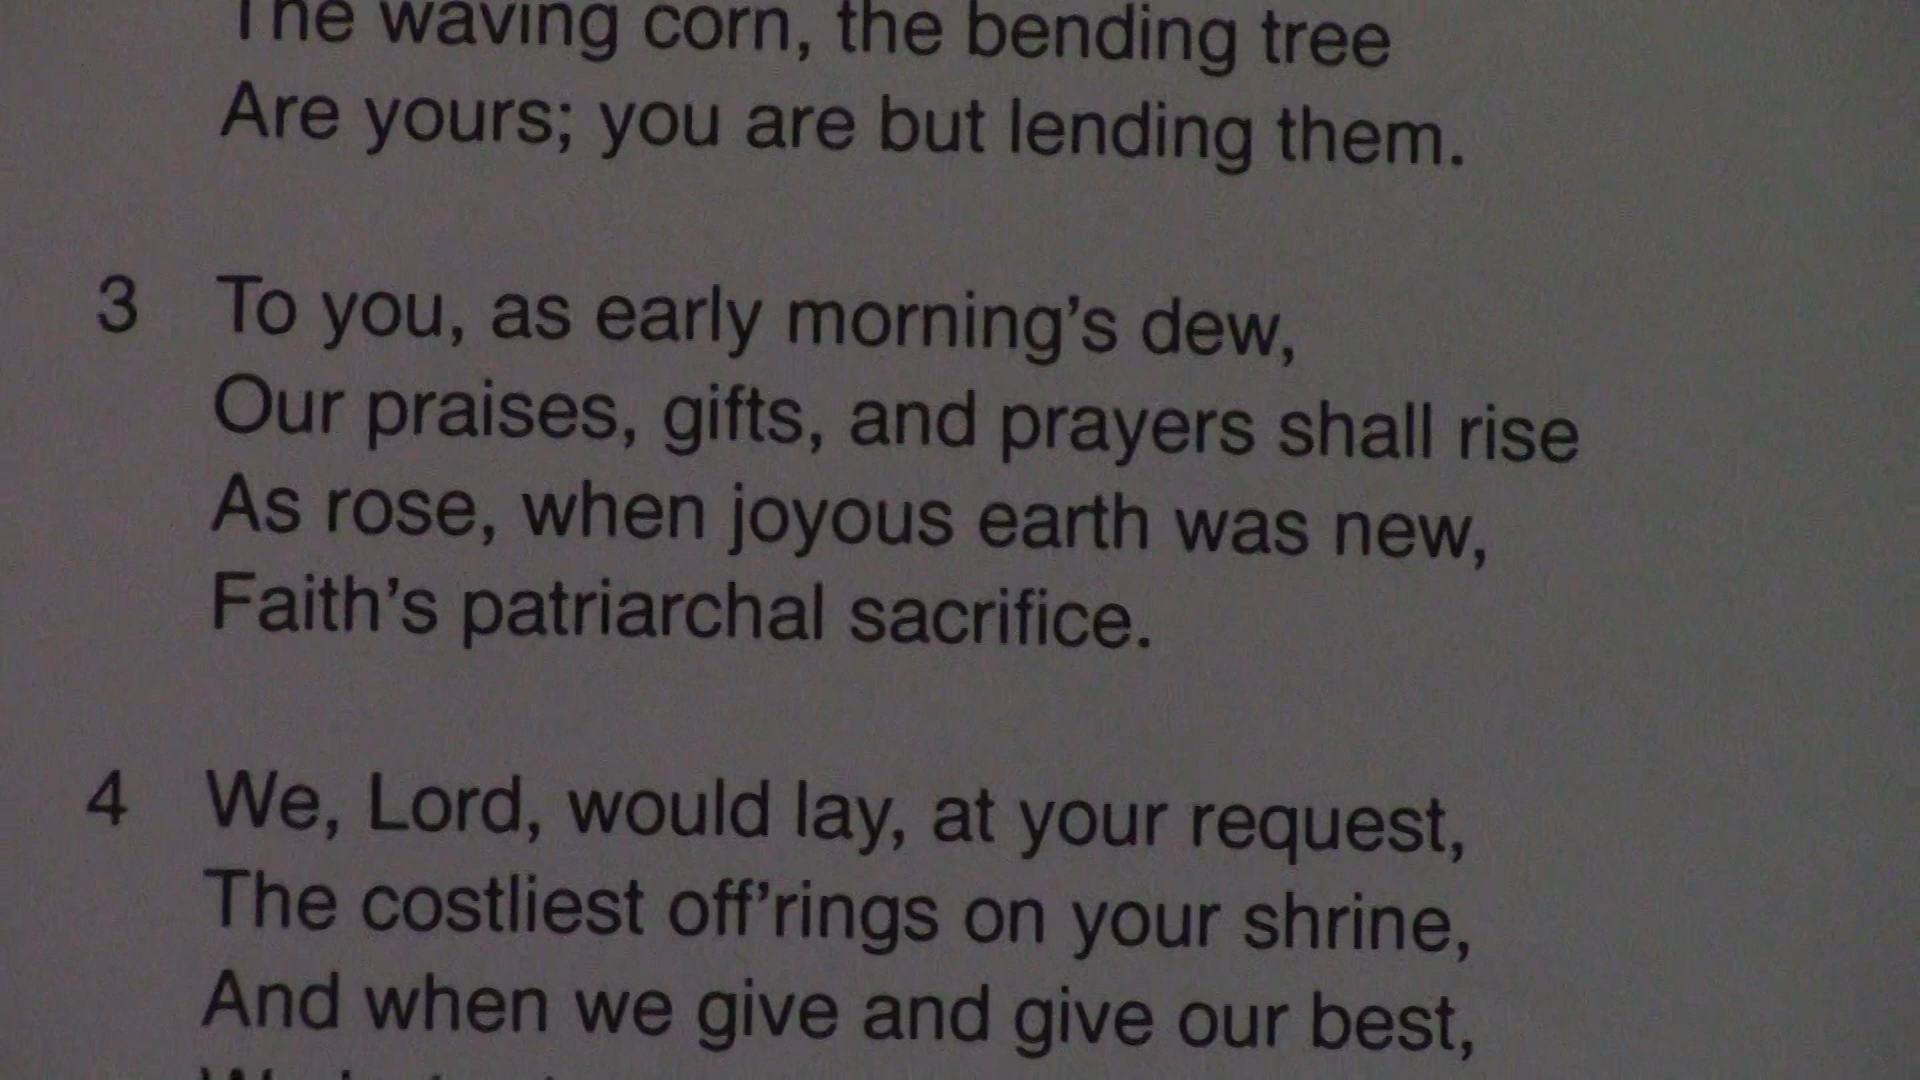 The waving corn, the bending tree
Are yours; you are but lending them.
3 To you, as early morning's dew,
Our praises, gifts, and prayers shall rise
As rose, when joyous earth was new,
Faith's patriarchal sacrifice.
4 We, Lord, would lay, at your request,
The costliest off'rings on your shrine,
And when we give and give our best,